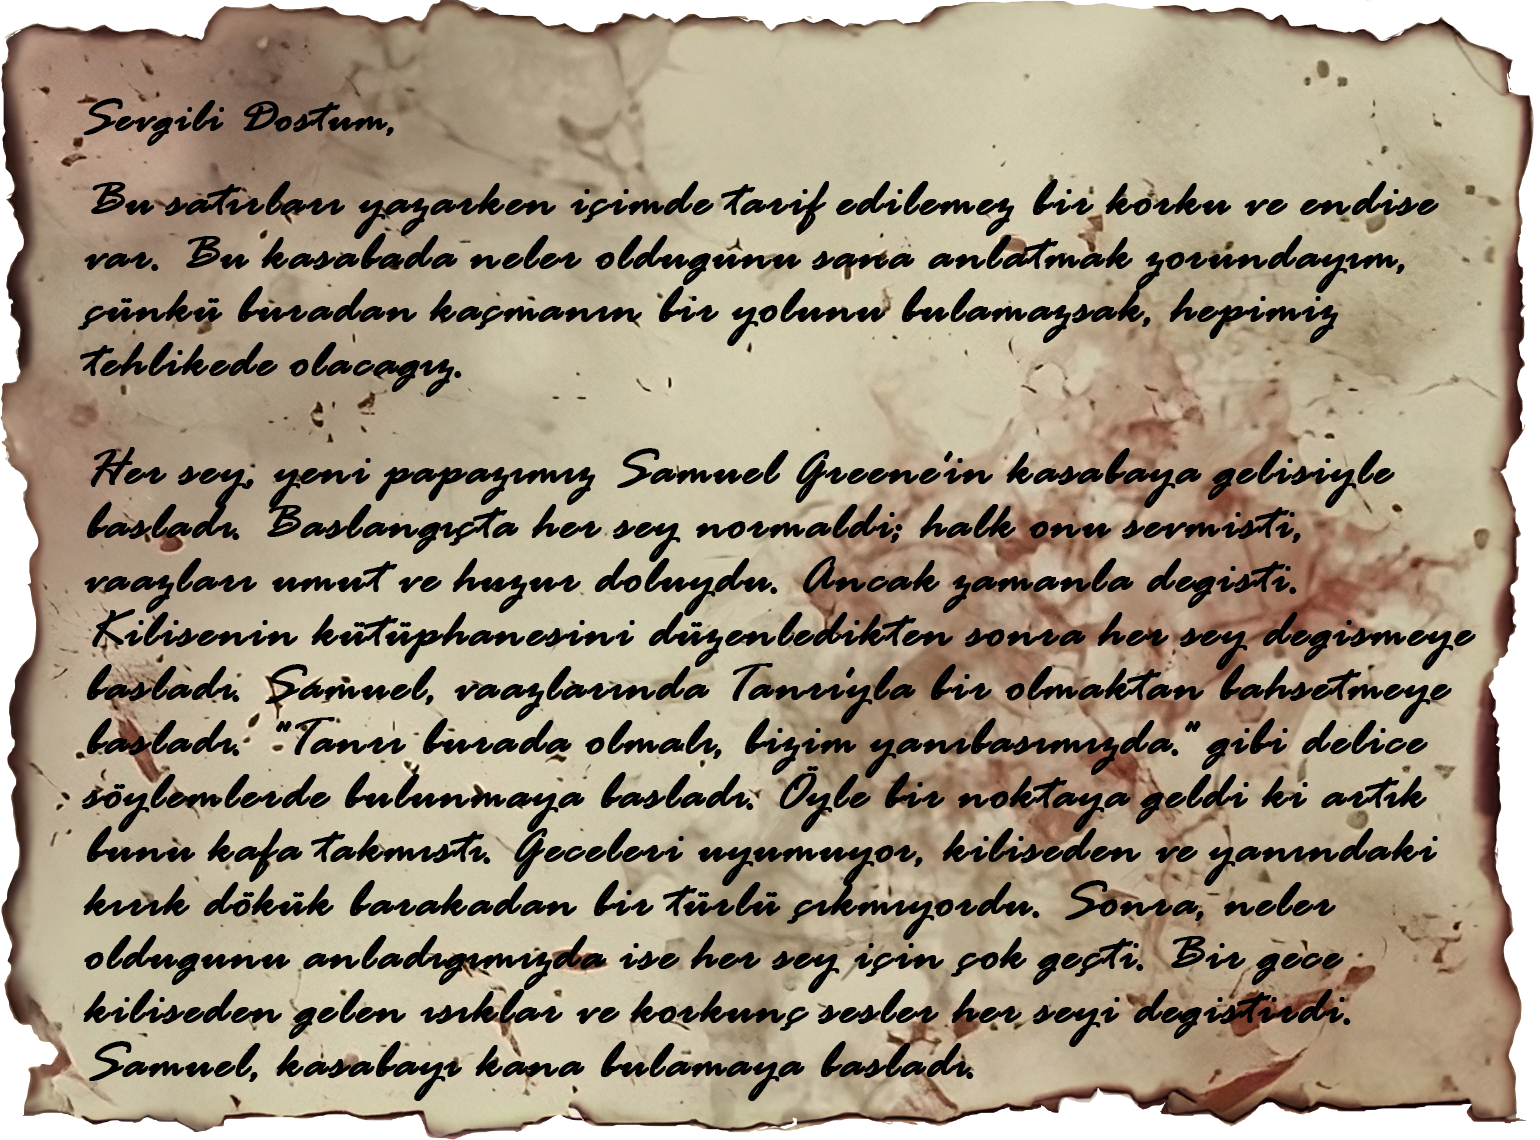 Sevgili Dostum,
Bu satırları yazarken içimde tarif edilemez bir korku ve endise
var. Bu kasabada neler oldugunu sana anlatmak zorundayım,
çünkü buradan kaçmanın bir yolunu bulamazsak, hepimiz
tehlikede olacagız.
Her sey, yeni papazımız Samuel Greene'in kasabaya gelisiyle
basladı. Baslangıçta her sey normaldi; halk onu sevmisti,
vaazları umut ve huzur doluydu. Ancak zamanla degisti.
Kilisenin kütüphanesini düzenledikten sonra her sey degismeye
basladı. Samuel, vaazlarında Tanrı'yla bir olmaktan bahsetmeye
basladı. "Tanrı burada olmalı, bizim yanıbasımızda." gibi delice
söylemlerde bulunmaya basladı. Öyle bir noktaya geldi ki artık
bunu kafa takmıstı. Geceleri uyumuyor, kiliseden ve yanındaki
kırık dökük barakadan bir türlü çıkmıyordu. Sonra, neler
oldugunu anladıgımızda ise her sey için çok geçti. Bir gece
kiliseden gelen ısıklar ve korkunç sesler her seyi degistirdi.
Samuel, kasabayı kana bulamaya basladı.